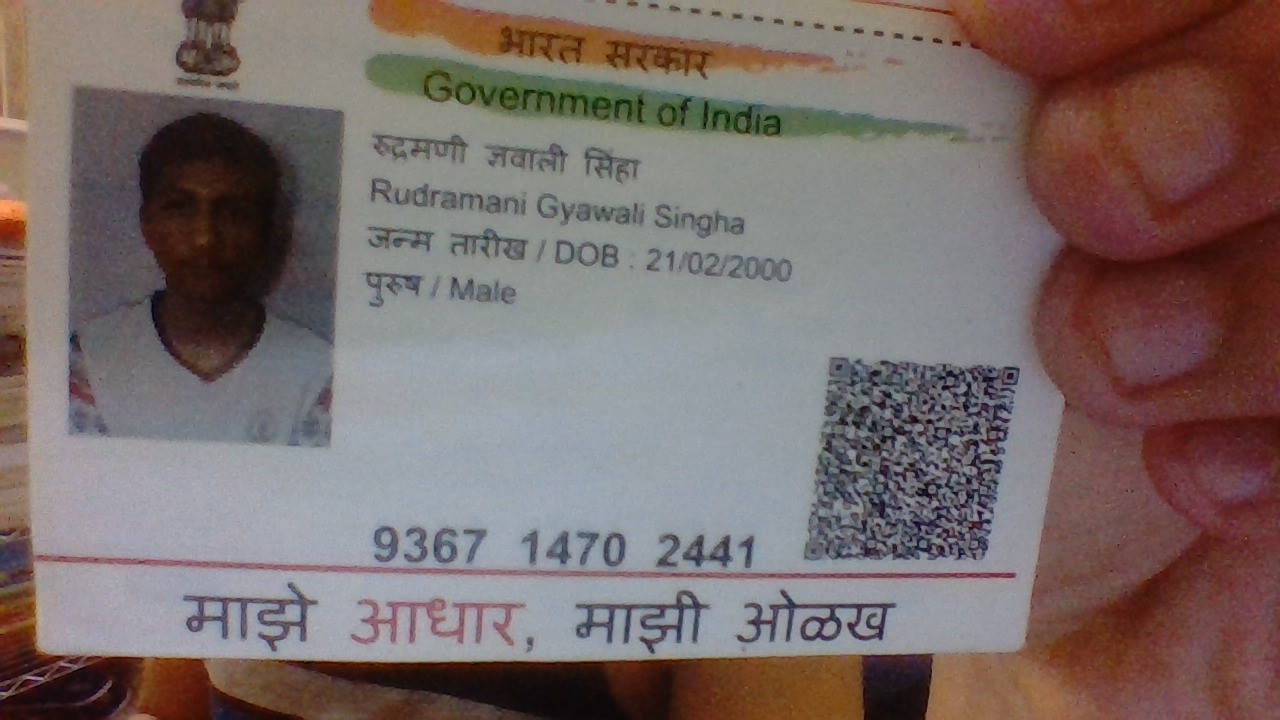 भारत सरकार
Government of India
रुद्रमणी ज्ञवाली सिंहा
Rudramani Gyawali Singha
जन्म तारीख / DOB : 21/02/2000
पुरुष / Male
9367 1470 2441
माझे आधार, माझी ओळख